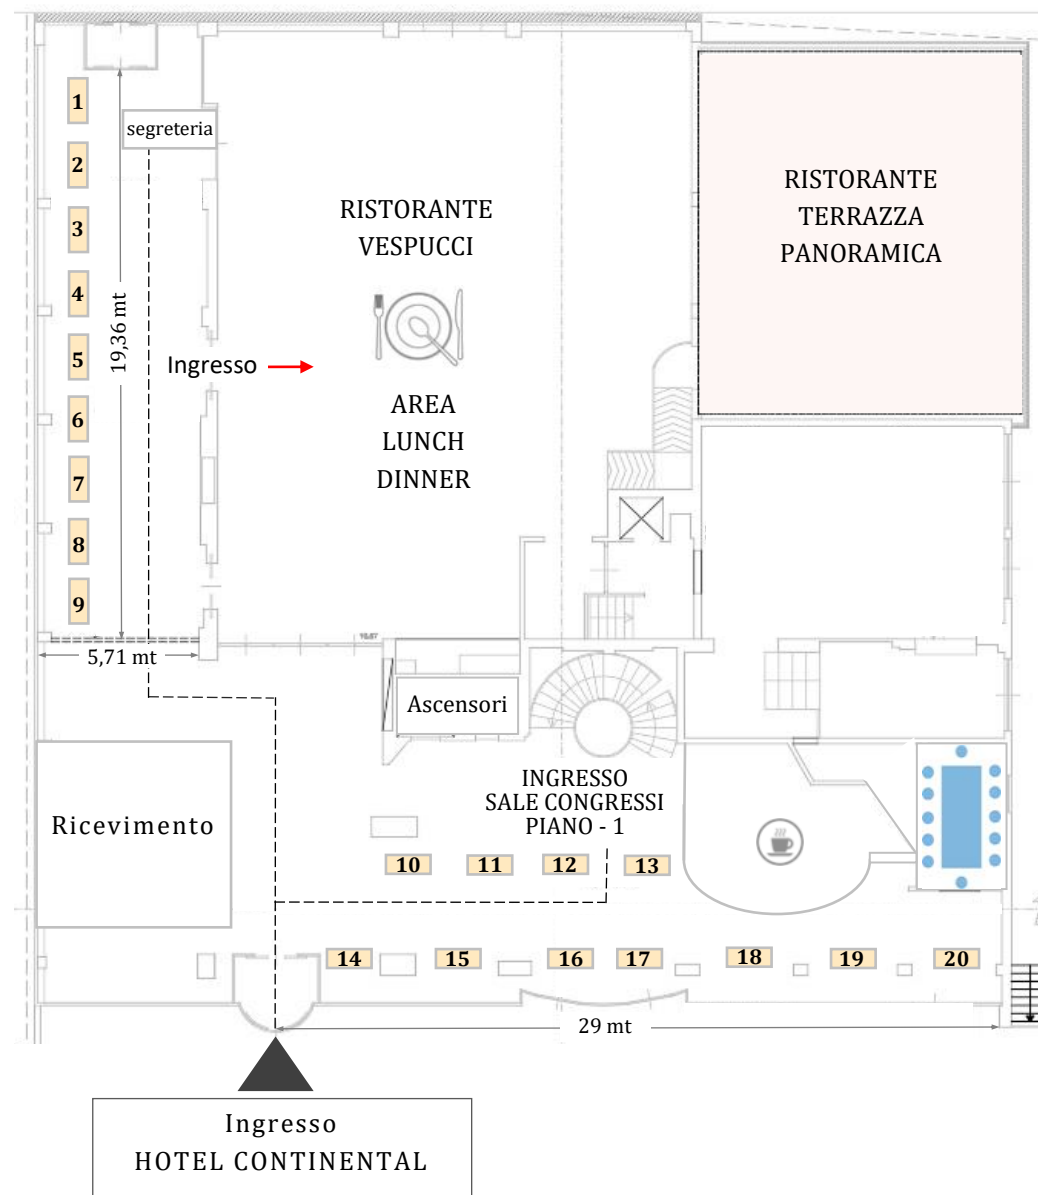 1
segreteria
2
3
4
5
6
7
8
9
19,36 mt
5,71 mt
RISTORANTE
VESPUCCI
Ingresso
AREA
LUNCH
DINNER
RISTORANTE
TERRAZZA
PANORAMICA
Ascensori
Ricevimento
INGRESSO
SALE CONGRESSI
PIANO - 1
10
11
12
13
14
15
16
17
18
19
20
29 mt
Ingresso
HOTEL CONTINENTAL